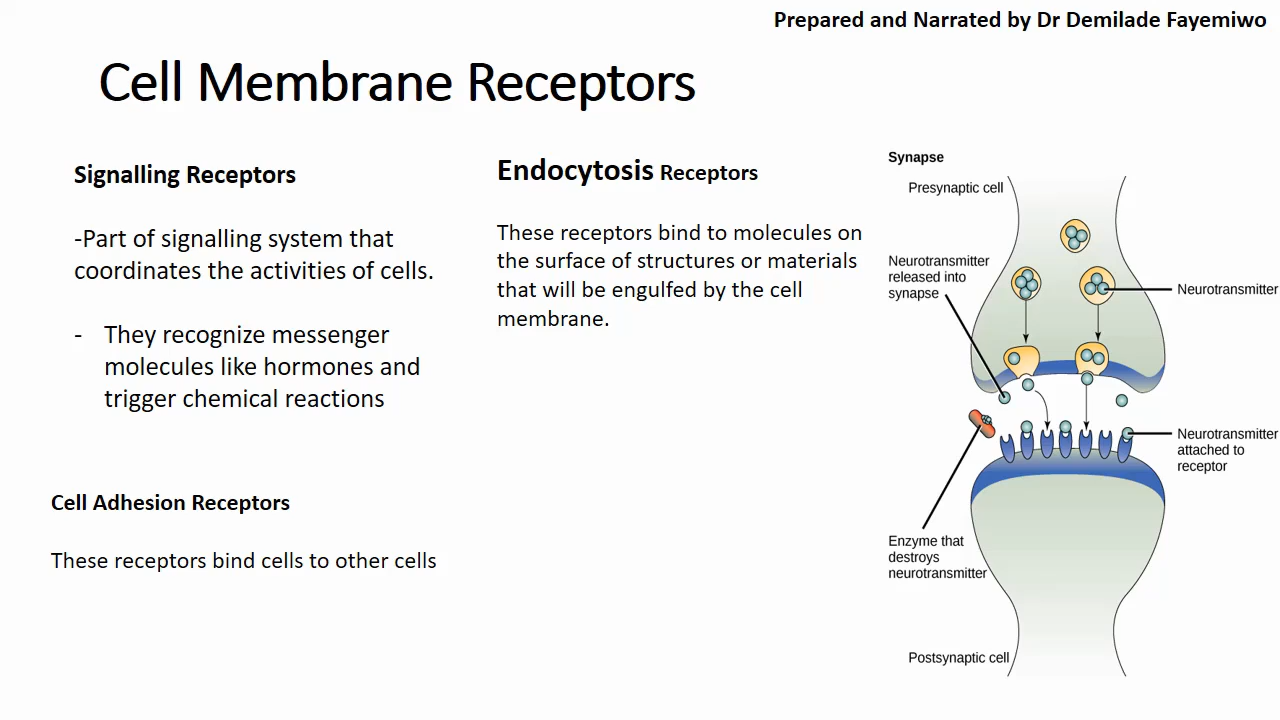 Prepared and Narrated by Dr Demilade Fayemiwo
Cell Membrane Receptors
Signalling Receptors
-Part of signalling system that
coordinates the activities of cells.
- They recognize messenger
molecules like hormones and
trigger chemical reactions
Cell Adhesion Receptors
These receptors bind cells to other cells
Endocytosis Receptors
These receptors bind to molecules on
the surface of structures or materials
that will be engulfed by the cell
membrane.
Synapse
Presynaptic cell
Neurotransmitter
released into
synapse
Neurotransmitter
Neurotransmitter
attached to
receptor
Enzyme that
destroys
neurotransmitter
Postsynaptic cell